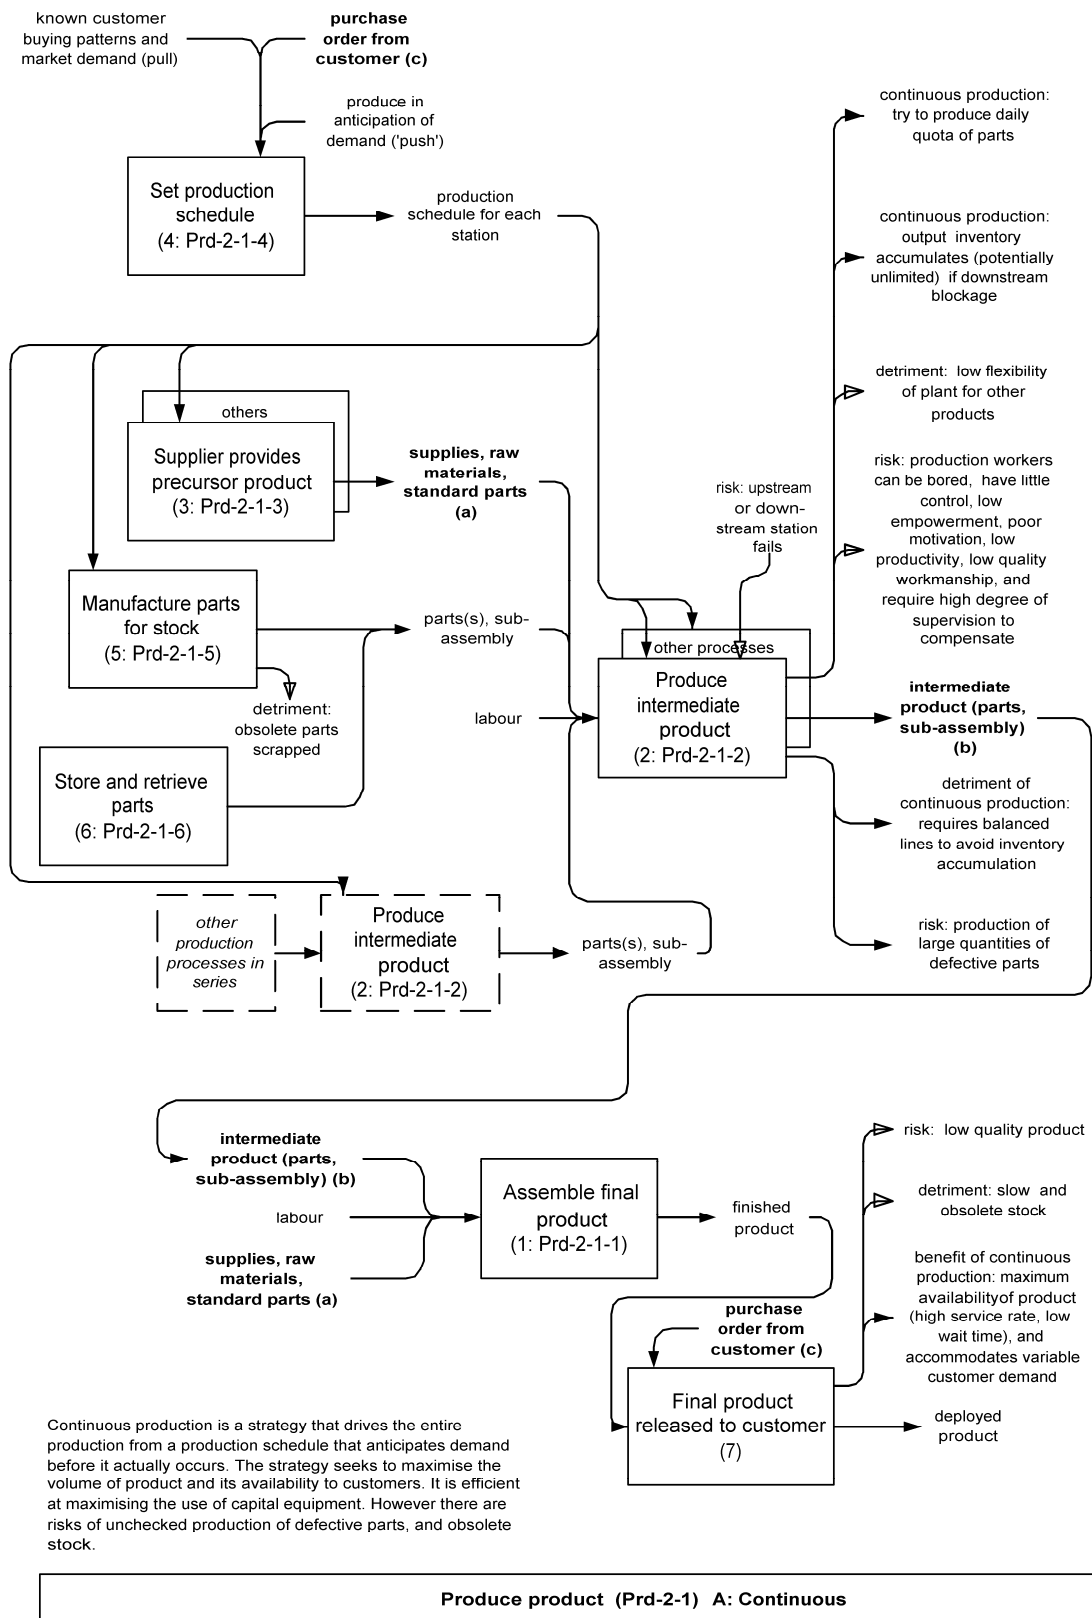 known customer
buying patterns and
market demand (pull)
purchase
order from
customer (c)
produce in
anticipation of
demand ('push')
Set production
schedule
(4: Prd-2-1-4)
production
schedule for each
station
continuous production:
try to produce daily
quota of parts
continuous production:
output inventory
accumulates (potentially
unlimited) if downstream
blockage
detriment: low flexibility
of plant for other
products
others
Supplier provides
precursor product
(3: Prd-2-1-3)
supplies, raw
materials,
standard parts
(a)
risk: upstream
or down-
stream station
fails
risk: production workers
can be bored, have little
control, low
empowerment, poor
motivation, low
productivity, low quality
workmanship, and
require high degree of
supervision to
compensate
Manufacture parts
for stock
(5: Prd-2-1-5)
parts(s), sub-
assembly
detriment:
obsolete parts
scrapped
other processes
Produce
intermediate
product
(2: Prd-2-1-2)
labour
intermediate
product (parts,
sub-assembly)
(b)
Store and retrieve
parts
(6: Prd-2-1-6)
detriment of
continuous production:
requires balanced
lines to avoid inventory
accumulation
other
production
processes in
series
Produce
intermediate
product
(2: Prd-2-1-2)
parts(s), sub-
assembly
risk: production of
large quantities of
defective parts
intermediate
product (parts,
sub-assembly) (b)
labour
supplies, raw
materials,
standard parts (a)
Assemble final
product
(1: Prd-2-1-1)
finished
product
risk: low quality product
detriment: slow and
obsolete stock
benefit of continuous
production: maximum
availabilityof product
(high service rate, low
wait time), and
accommodates variable
customer demand
purchase
order from
customer (c)
Final product
released to customer
(7)
deployed
product
Continuous production is a strategy that drives the entire
production from a production schedule that anticipates demand
before it actually occurs. The strategy seeks to maximise the
volume of product and its availability to customers. It is efficient
at maximising the use of capital equipment. However there are
risks of unchecked production of defective parts, and obsolete
stock.
Produce product (Prd-2-1) A: Continuous